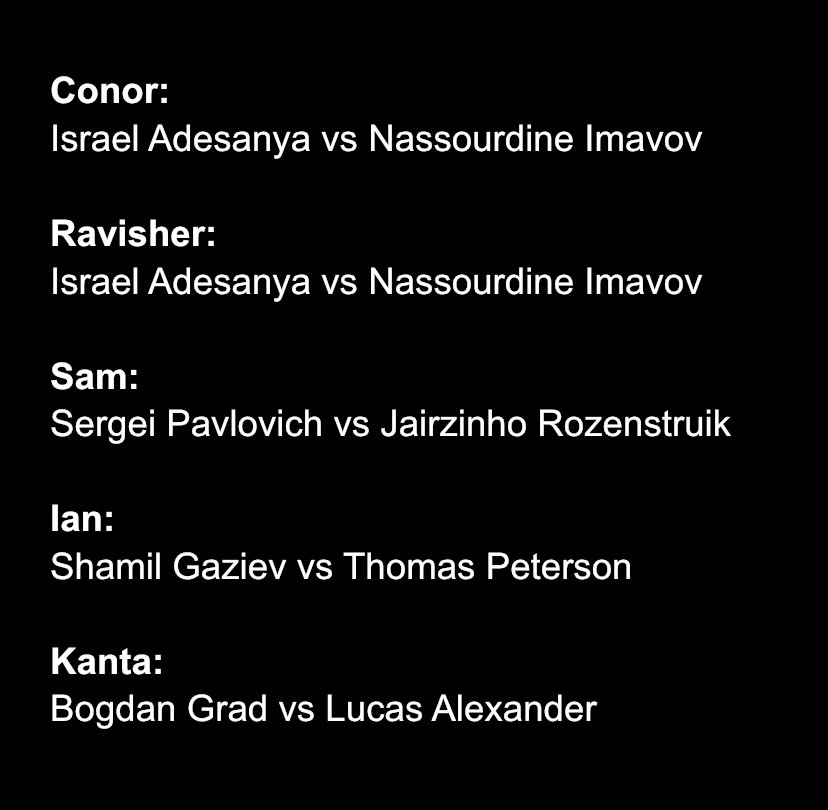 Conor:
Israel Adesanya vs Nassourdine Imavov
Ravisher:
Israel Adesanya vs Nassourdine Imavov
Sam:
Sergei Pavlovich vs Jairzinho Rozenstruik
Ian:
Shamil Gaziev vs Thomas Peterson
Kanta:
Bogdan Grad vs Lucas Alexander